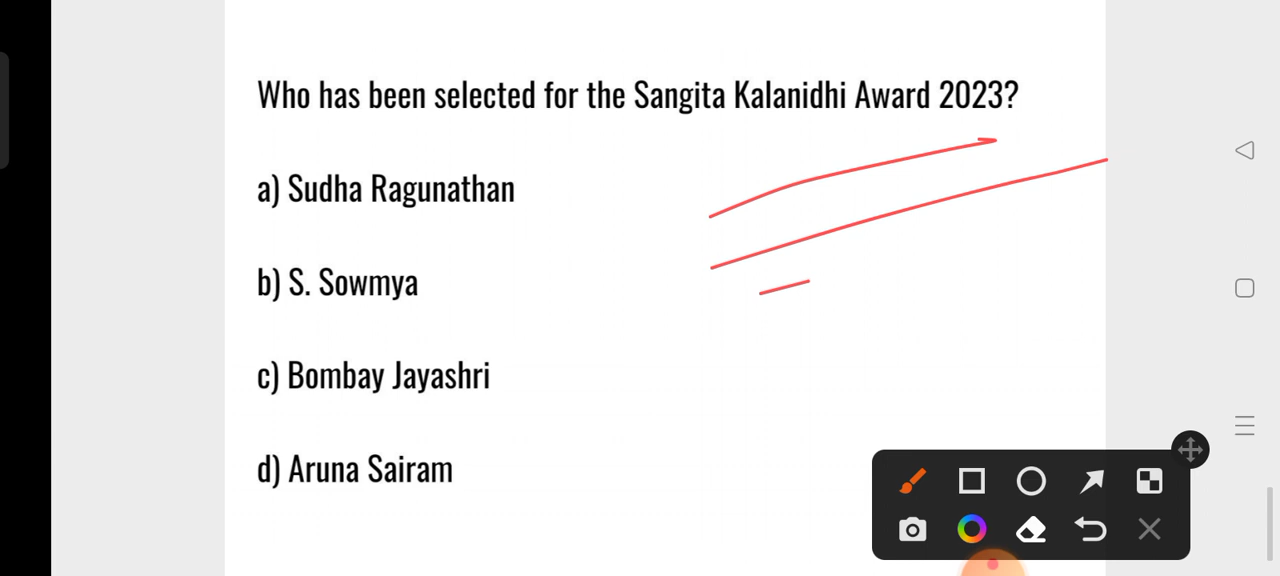 Who has been selected for the Sangita Kalanidhi Award 2023?
a) Sudha Ragunathan
b) S. Sowmya
c) Bombay Jayashri
d) Aruna Sairam